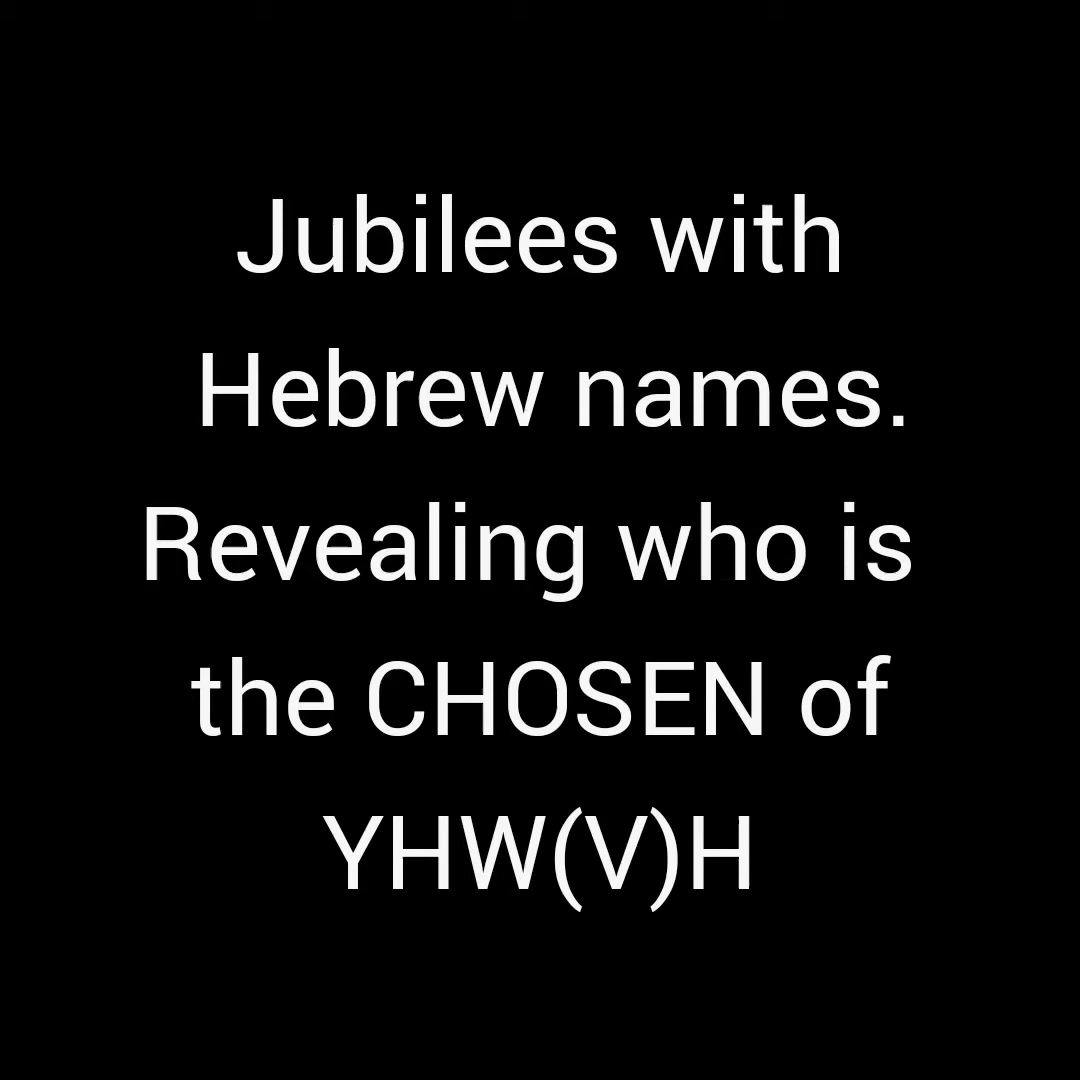 Jubilees with
Hebrew names.
Revealing who is
the CHOSEN of
YHW(V)H